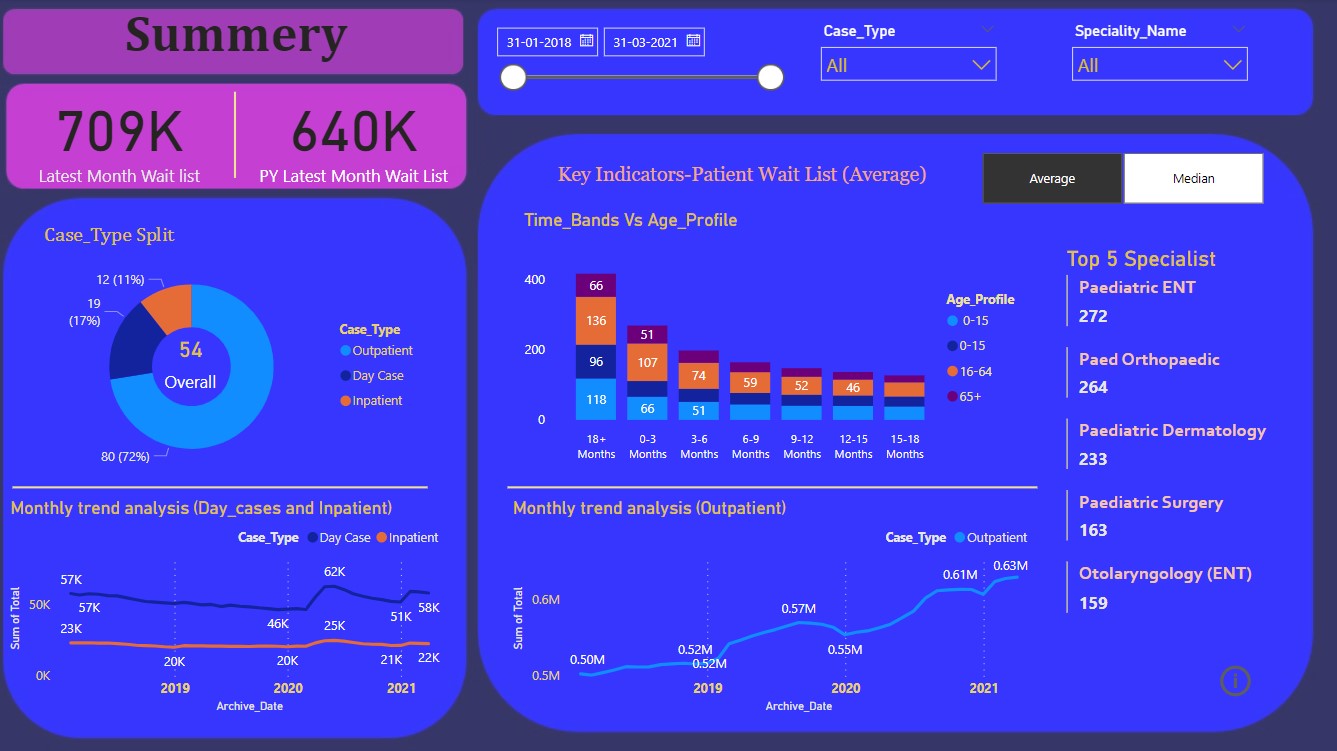 Summery
709K
Latest Month Wait list
640K
PY Latest Month Wait List
31-01-2018
31-03-2021
Case_Type
All
Speciality_Name
All
Case_Type Split
12 (11%)
19
(17%)
54
Overall
80 (72%)
Case_Type
Outpatient
Day Case
Inpatient
Monthly trend analysis (Day_cases and Inpatient)
Case_Type Day Case Inpatient
Sum of Total
50K
0K
57K
57K
46K
62K
51K
58K
23K
20K
20K
25K
21K
22K
2019
2020
2021
Archive_Date
Key Indicators-Patient Wait List (Average)
Average
Median
Time_Bands Vs Age_Profile
400
200
0
66
136
96
118
51
107
66
74
51
59
52
46
18+
Months
0-3
Months
3-6
Months
6-9
Months
9-12
Months
12-15
Months
15-18
Months
Age_Profile
0-15
0-15
16-64
65+
Top 5 Specialist
Paediatric ENT
272
Paed Orthopaedic
264
Paediatric Dermatology
233
Paediatric Surgery
163
Otolaryngology (ENT)
159
Monthly trend analysis (Outpatient)
Case_Type Outpatient
Sum of Total
0.6M
0.5M
0.50M
0.52M
0.52M
0.57M
0.55M
0.61M
0.63M
2019
2020
2021
Archive_Date